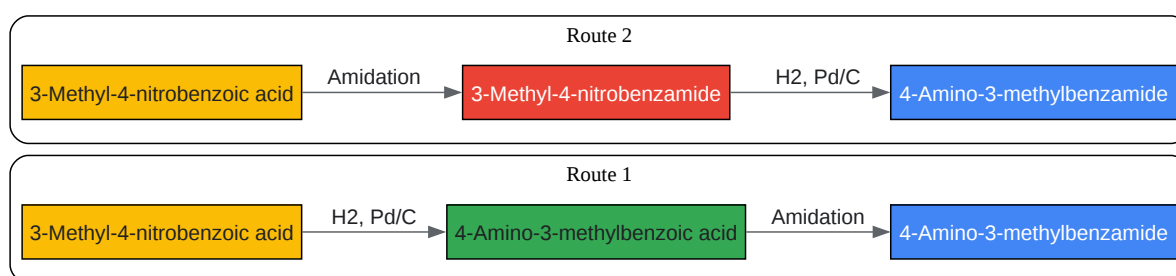 Route 2
3-Methyl-4-nitrobenzoic acid
Amidation
3-Methyl-4-nitrobenzamide
H2, Pd/C
4-Amino-3-methylbenzamide
Route 1
3-Methyl-4-nitrobenzoic acid
H2, Pd/C
4-Amino-3-methylbenzoic acid
Amidation
4-Amino-3-methylbenzamide